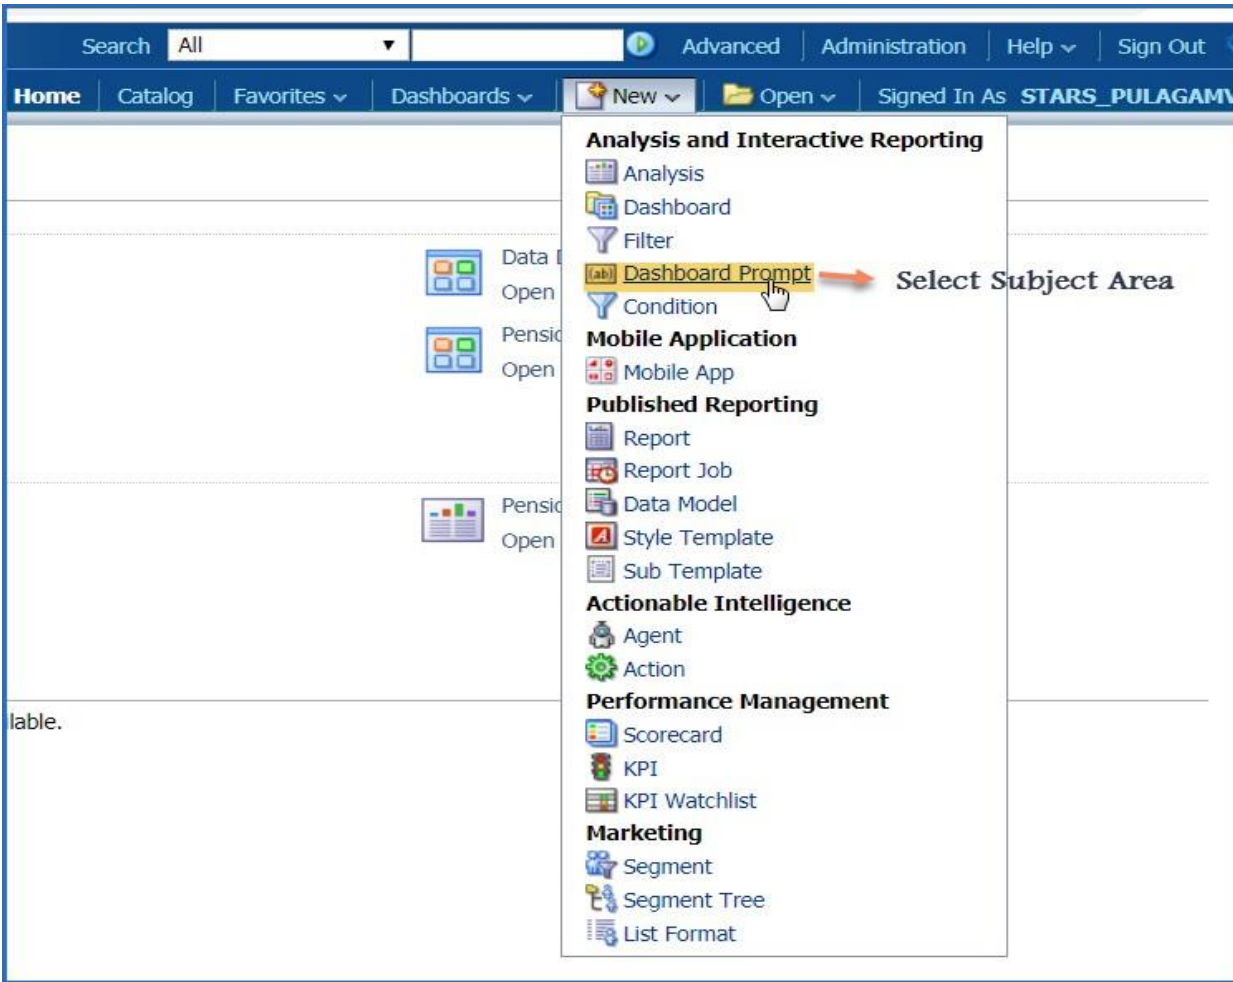 Search All Advanced Administration Help Sign Out
Home Catalog Favorites Dashboards New Open Signed In As STARS_PULAGAMV
Analysis and Interactive Reporting
Analysis
Dashboard
Filter
Data
(ab) Dashboard Prompt Select Subject Area
Open
Condition
Mobile Application
Open Mobile App
Published Reporting
Report
Report Job
Data Model
Open Style Template
Sub Template
Actionable Intelligence
Agent
Action
Performance Management
lable.
Scorecard
KPI
KPI Watchlist
Marketing
Segment
Segment Tree
List Format